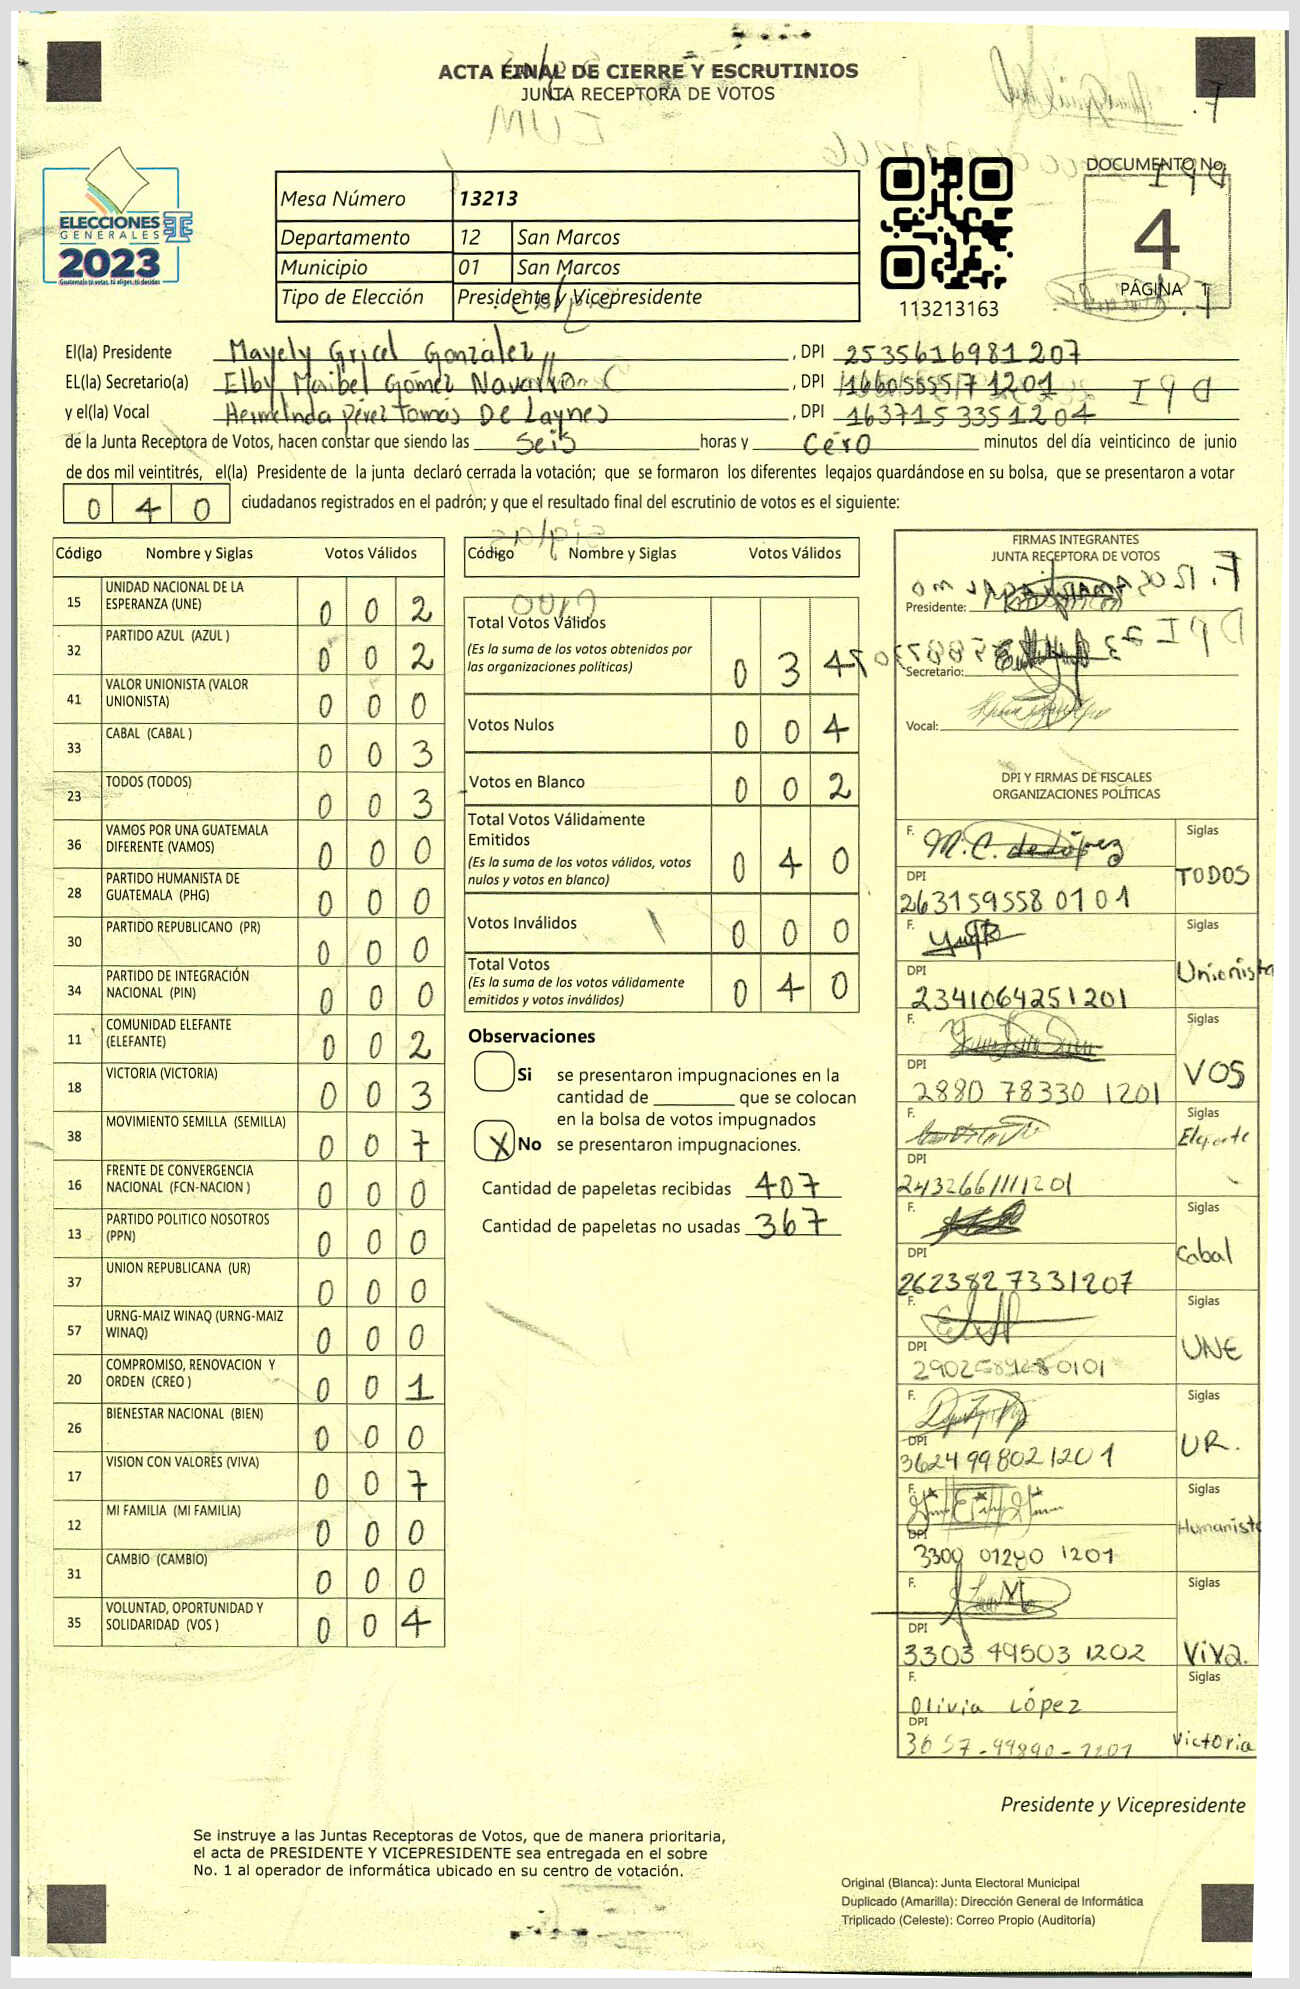 ACTA FINAL DE CIERRE Y ESCRUTINIOS
JUNTA RECEPTORA DE VOTOS
ELECCIONES
GENERALES
2023
Mesa Número 13213
Departamento 12 San Marcos
Municipio 01 San Marcos
Tipo de Elección Presidente y Vicepresidente
113213163
DOCUMENTO No.
4
PÁGINA 1
El(la) Presidente Mayely Gricel González , DPI 2535616981207
EL(la) Secretario(a) Elby Maibel Gómez Navarro , DPI 1660555571201
y el(la) Vocal Hermelnda Pérez Tomás De Laynes , DPI 1637153351204
de la Junta Receptora de Votos, hacen constar que siendo las Seis horas y Cero minutos del día veinticinco de junio
de dos mil veintitrés, el(la) Presidente de la junta declaró cerrada la votación; que se formaron los diferentes legajos quardándose en su bolsa, que se presentaron a votar
0 4 0 ciudadanos registrados en el padrón; y que el resultado final del escrutinio de votos es el siguiente:
Código Nombre y Siglas Votos Válidos
15 UNIDAD NACIONAL DE LA ESPERANZA (UNE) 0 0 2
32 PARTIDO AZUL (AZUL ) 0 0 2
41 VALOR UNIONISTA (VALOR UNIONISTA) 0 0 0
33 CABAL (CABAL ) 0 0 3
23 TODOS (TODOS) 0 0 3
36 VAMOS POR UNA GUATEMALA DIFERENTE (VAMOS) 0 0 0
28 PARTIDO HUMANISTA DE GUATEMALA (PHG) 0 0 0
30 PARTIDO REPUBLICANO (PR) 0 0 0
34 PARTIDO DE INTEGRACIÓN NACIONAL (PIN) 0 0 0
11 COMUNIDAD ELEFANTE (ELEFANTE) 0 0 2
18 VICTORIA (VICTORIA) 0 0 3
38 MOVIMIENTO SEMILLA (SEMILLA) 0 0 7
16 FRENTE DE CONVERGENCIA NACIONAL (FCN-NACION ) 0 0 0
13 PARTIDO POLITICO NOSOTROS (PPN) 0 0 0
37 UNION REPUBLICANA (UR) 0 0 0
57 URNG-MAIZ WINAQ (URNG-MAIZ WINAQ) 0 0 0
20 COMPROMISO, RENOVACION Y ORDEN (CREO ) 0 0 1
26 BIENESTAR NACIONAL (BIEN) 0 0 0
17 VISION CON VALORES (VIVA) 0 0 7
12 MI FAMILIA (MI FAMILIA) 0 0 0
31 CAMBIO (CAMBIO) 0 0 0
35 VOLUNTAD, OPORTUNIDAD Y SOLIDARIDAD (VOS ) 0 0 4
Código Nombre y Siglas Votos Válidos
Total Votos Válidos
(Es la suma de los votos obtenidos por las organizaciones políticas) 0 3 4
Votos Nulos 0 0 4
Votos en Blanco 0 0 2
Total Votos Válidamente Emitidos
(Es la suma de los votos válidos, votos nulos y votos en blanco) 0 4 0
Votos Inválidos 0 0 0
Total Votos
(Es la suma de los votos válidamente emitidos y votos inválidos) 0 4 0
Observaciones
Si se presentaron impugnaciones en la
cantidad de ________ que se colocan
en la bolsa de votos impugnados
X No se presentaron impugnaciones.
Cantidad de papeletas recibidas 407
Cantidad de papeletas no usadas 367
FIRMAS INTEGRANTES
JUNTA RECEPTORA DE VOTOS
Presidente:
Secretario:
Vocal:
DPI Y FIRMAS DE FISCALES
ORGANIZACIONES POLÍTICAS
F. M. C. de López Siglas
DPI TODOS
263159558 0101
F. Siglas
DPI Unionista
2341064251201
F. Siglas
DPI VOS
2880 78330 1201
F. Siglas
DPI
2432661111201
F. Siglas
DPI Cabal
2623827331207
F. Siglas
DPI UNE
F. Siglas
DPI UR.
3624998021201
F. Siglas
DPI Humanista
3300 01280 1201
F. Siglas
DPI
3303 49503 1202 VIVA.
F. Siglas
Olivia López
DPI
3657-99890-1201 Victoria
Presidente y Vicepresidente
Se instruye a las Juntas Receptoras de Votos, que de manera prioritaria,
el acta de PRESIDENTE Y VICEPRESIDENTE sea entregada en el sobre
No. 1 al operador de informática ubicado en su centro de votación.
Original (Blanca): Junta Electoral Municipal
Duplicado (Amarilla): Dirección General de Informática
Triplicado (Celeste): Correo Propio (Auditoría)